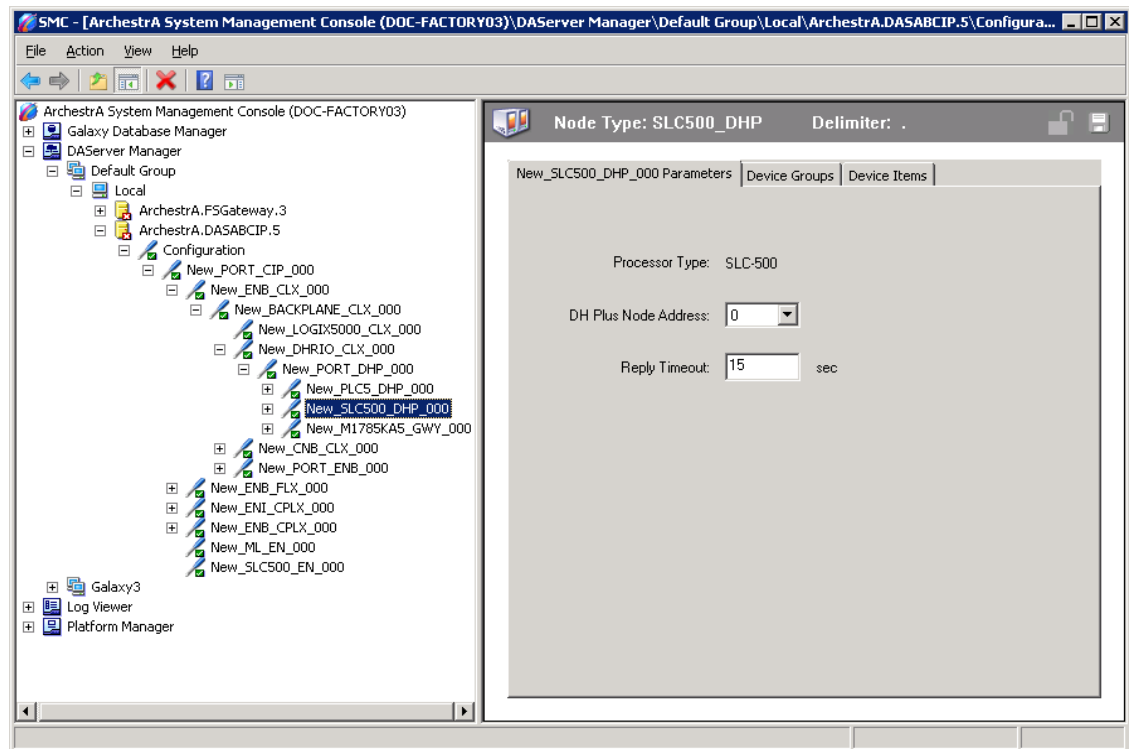 SMC - [ArchestrA System Management Console (DOC-FACTORY03)\DAServer Manager\Default Group\Local\ArchestrA.DASABCIP.5\Configura...
File Action View Help
ArchestrA System Management Console (DOC-FACTORY03)
Galaxy Database Manager
DAServer Manager
Default Group
Local
ArchestrA.FSGateway.3
ArchestrA.DASABCIP.5
Configuration
New_PORT_CIP_000
New_ENB_CLX_000
New_BACKPLANE_CLX_000
New_LOGIX5000_CLX_000
New_DHRIO_CLX_000
New_PORT_DHP_000
New_PLC5_DHP_000
New_SLC500_DHP_000
New_M1785KA5_GWY_000
New_CNB_CLX_000
New_PORT_ENB_000
New_ENB_FLX_000
New_ENI_CPLX_000
New_ENB_CPLX_000
New_ML_EN_000
New_SLC500_EN_000
Galaxy3
Log Viewer
Platform Manager
Node Type: SLC500_DHP Delimiter: .
New_SLC500_DHP_000 Parameters Device Groups Device Items
Processor Type: SLC-500
DH Plus Node Address: 0
Reply Timeout: 15 sec